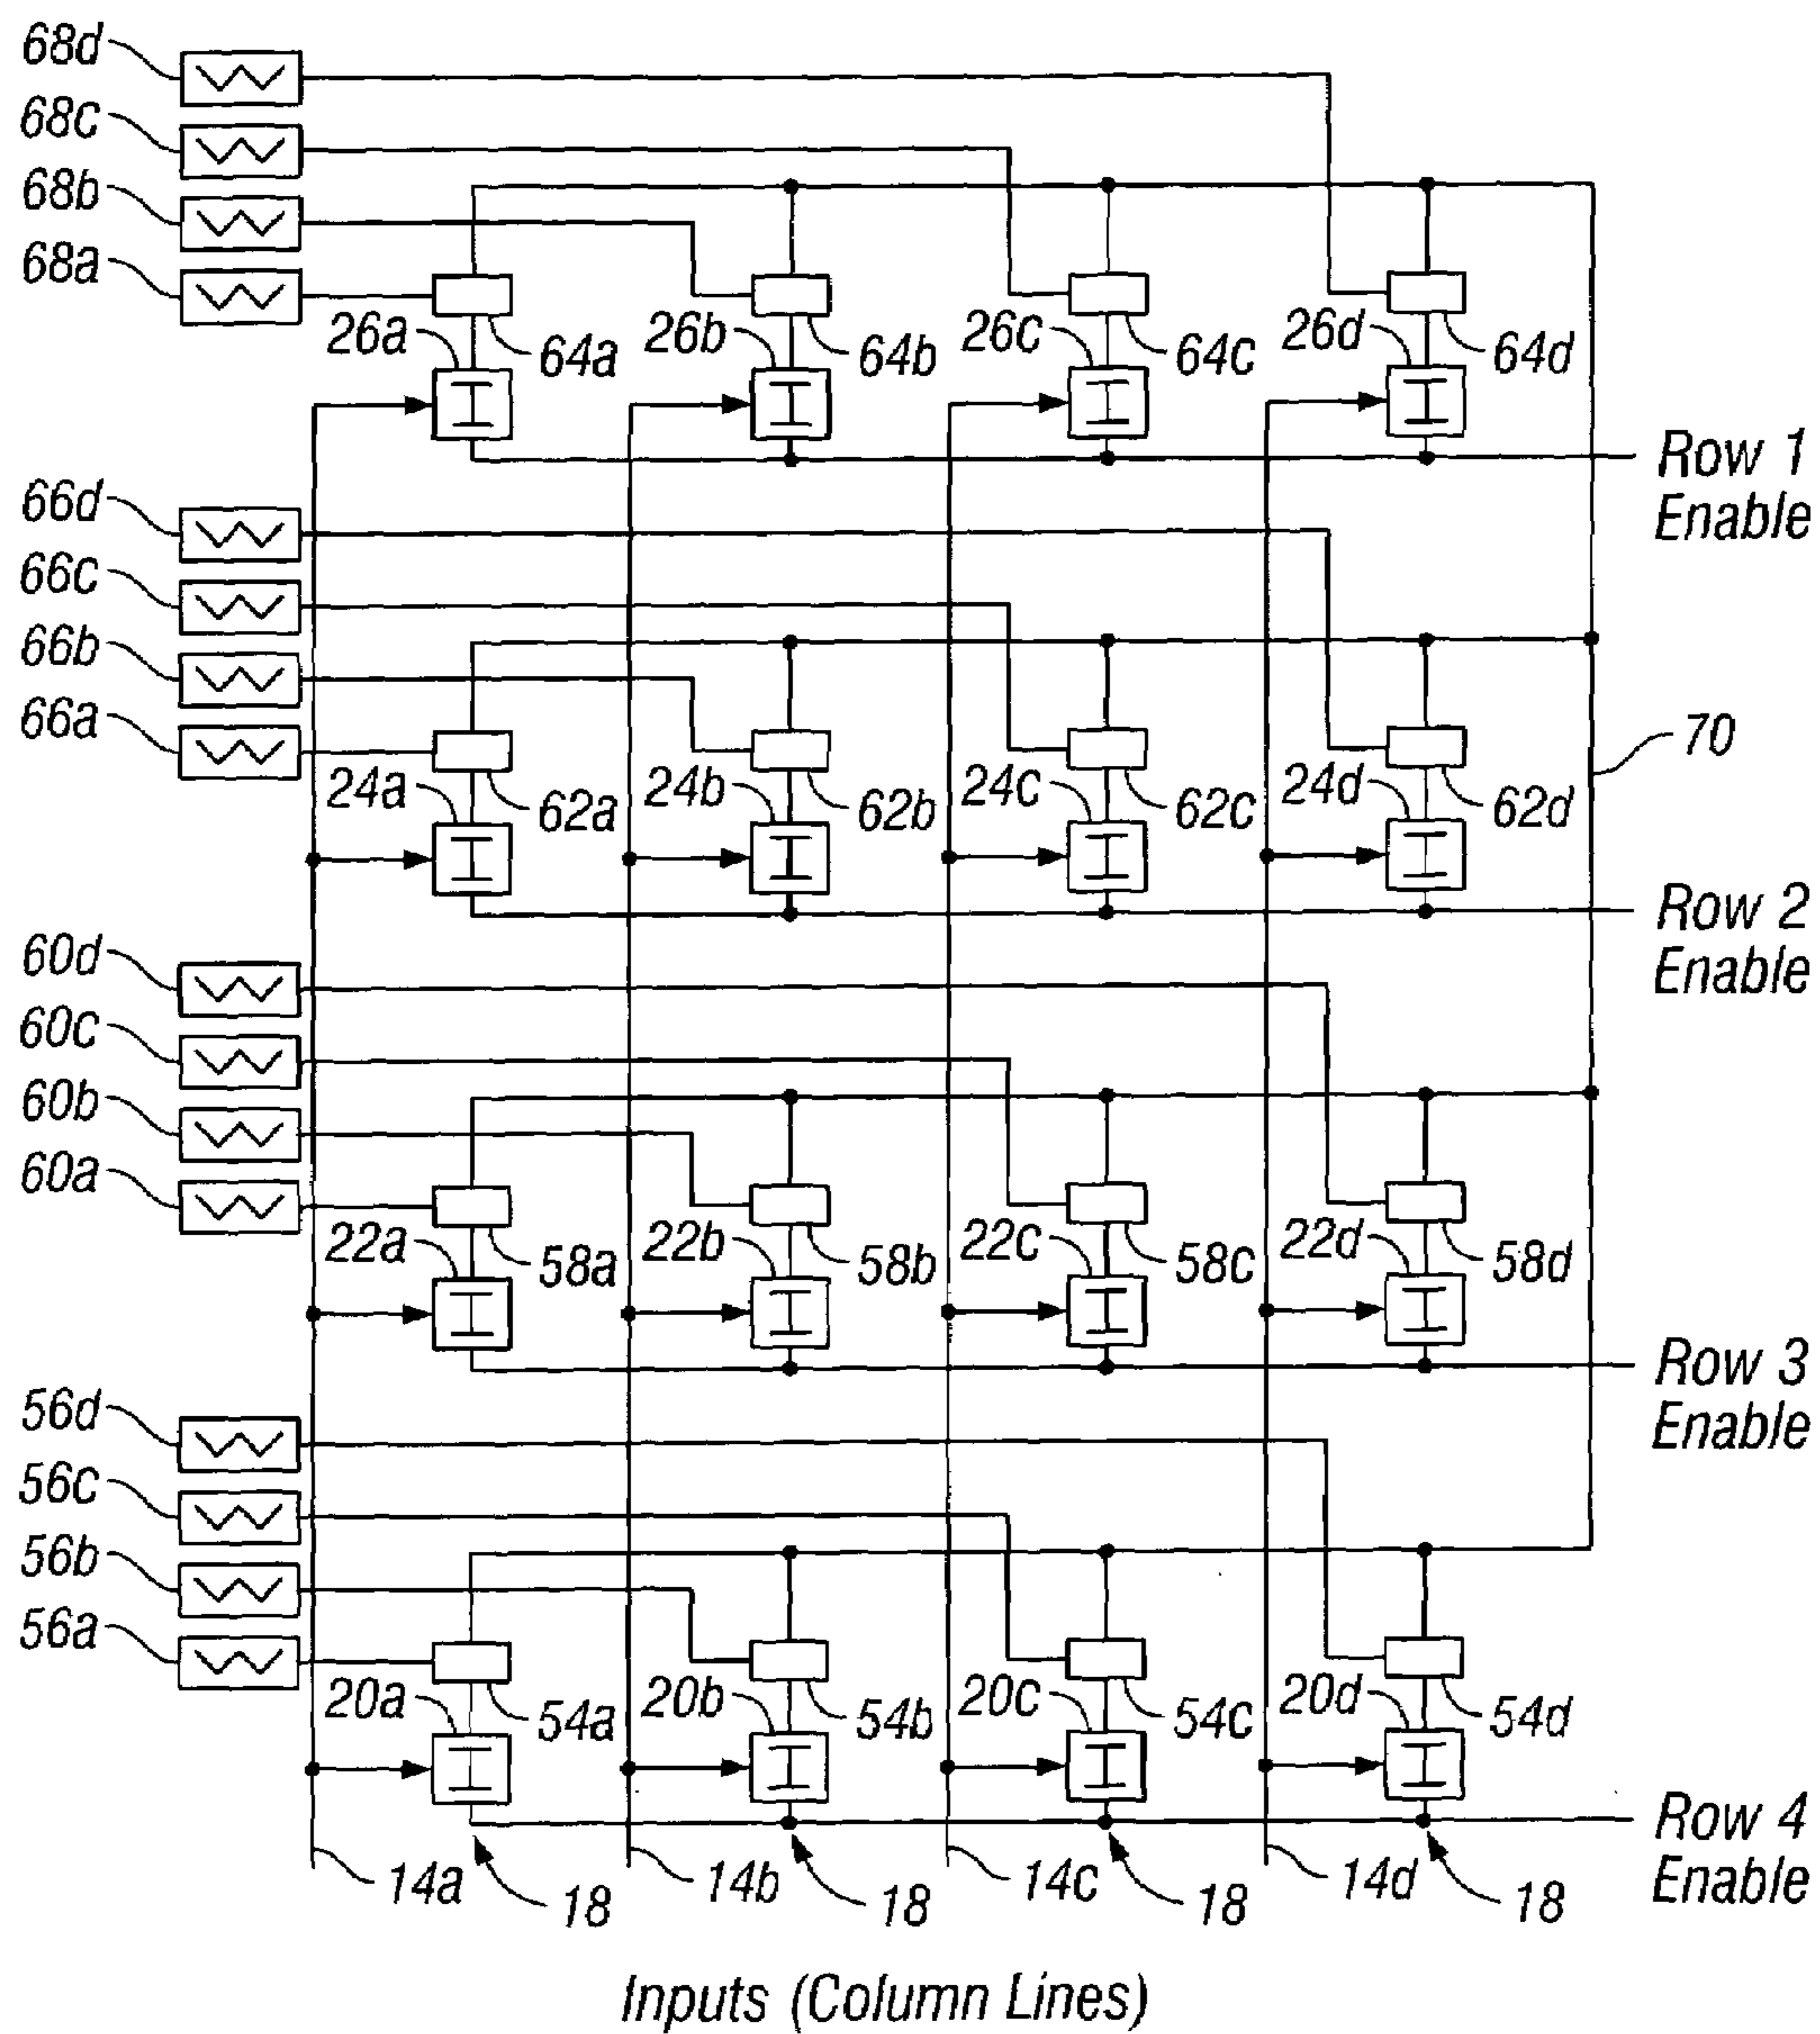 68d
68c
68b
68a
26a 64a 26b 64b 26c 64c 26d 64d
Row 1
Enable
66d
66c
66b
66a
70
24a 62a 24b 62b 24c 62c 24d 62d
Row 2
Enable
60d
60c
60b
60a
22a 58a 22b 58b 22c 58c 22d 58d
Row 3
Enable
56d
56c
56b
56a
20a 54a 20b 54b 20c 54c 20d 54d
Row 4
Enable
14a 18 14b 18 14c 18 14d 18
Inputs (Column Lines)